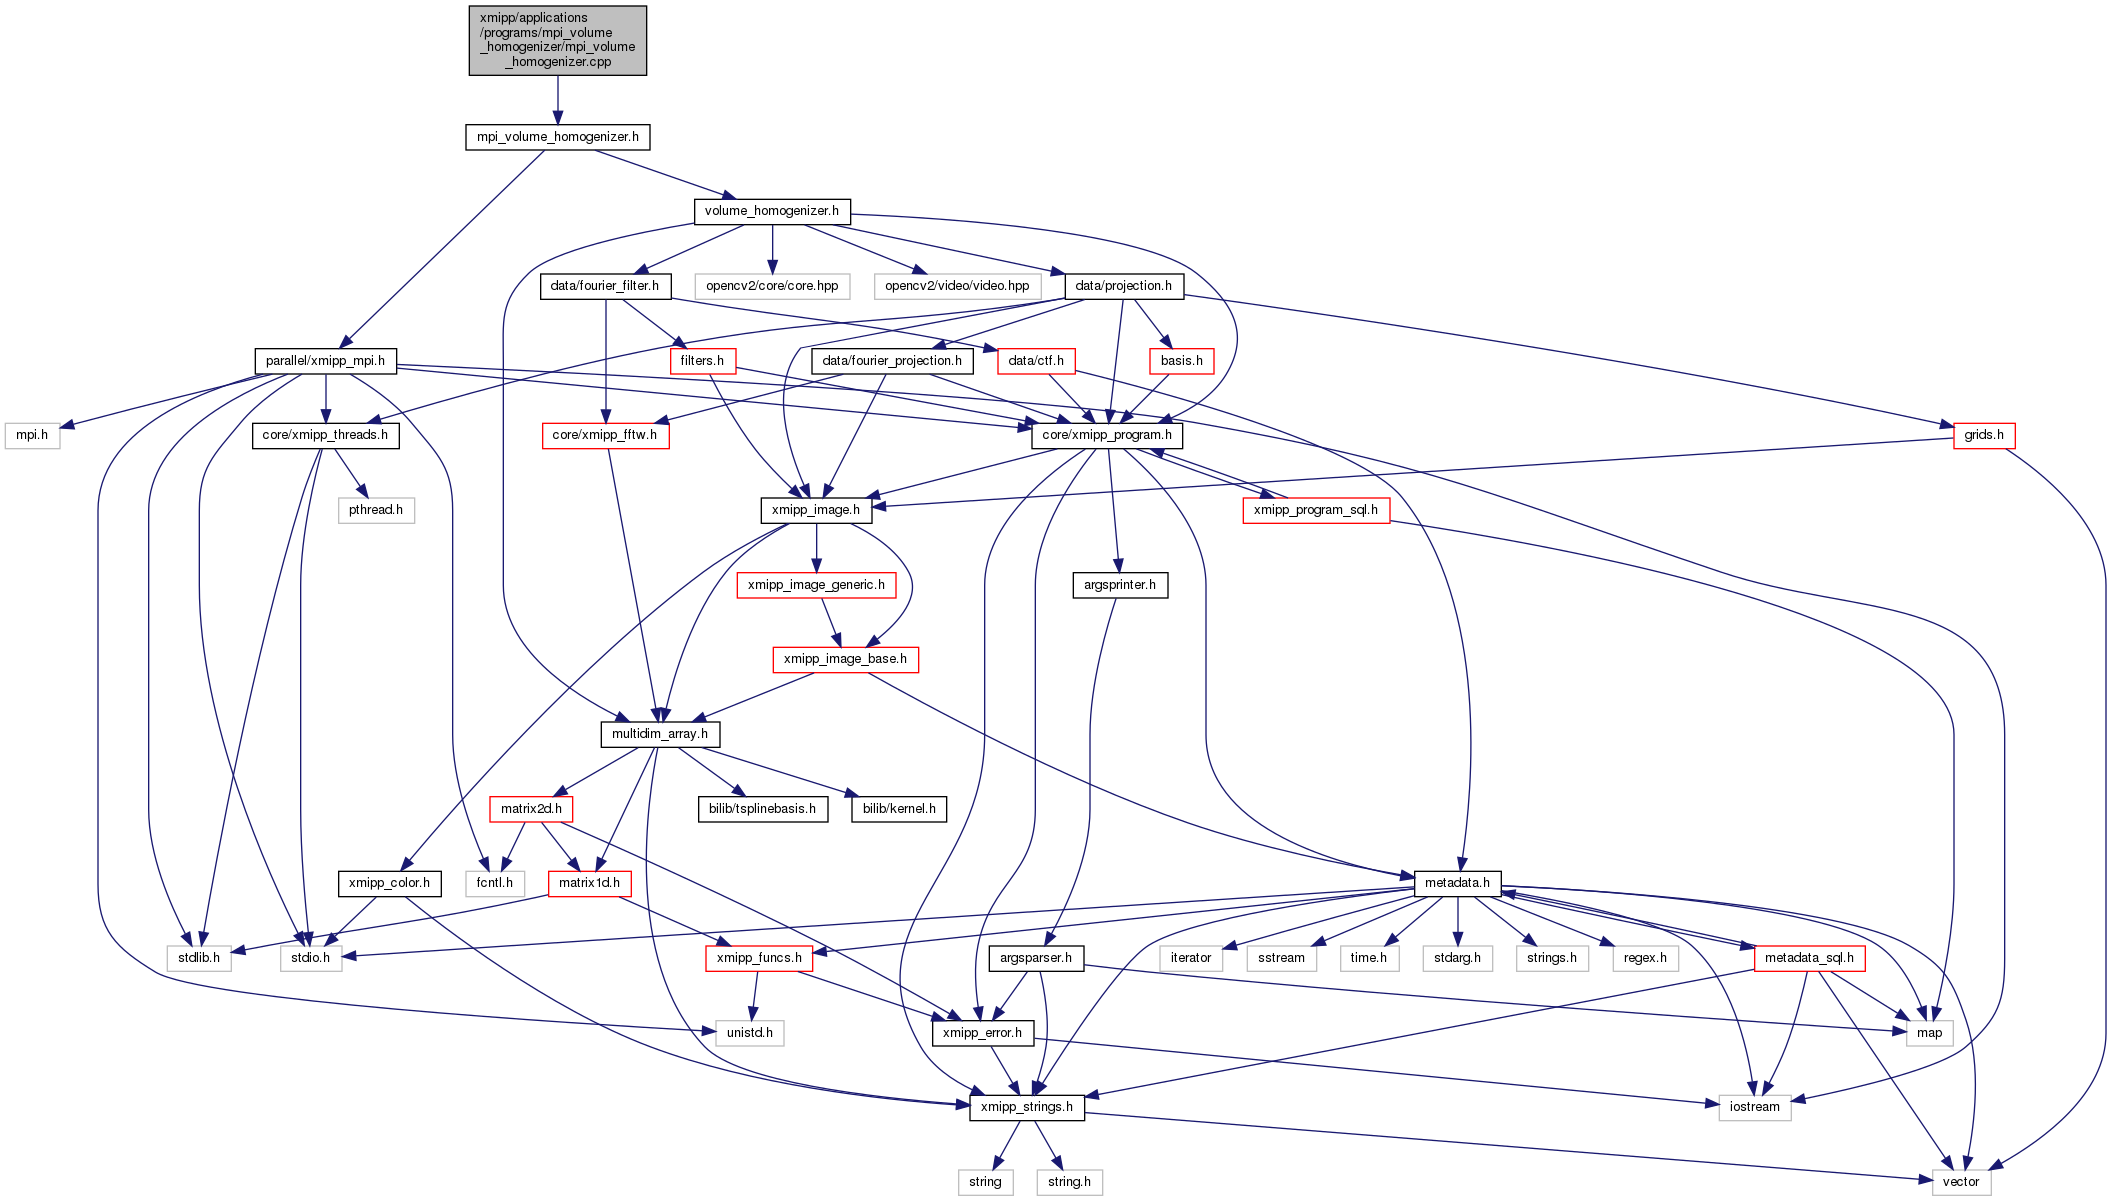 xmipp/applications
/programs/mpi_volume
_homogenizer/mpi_volume
_homogenizer.cpp
mpi_volume_homogenizer.h
volume_homogenizer.h
data/fourier_filter.h
opencv2/core/core.hpp
opencv2/video/video.hpp
data/projection.h
parallel/xmipp_mpi.h
filters.h
data/fourier_projection.h
data/ctf.h
basis.h
mpi.h
core/xmipp_threads.h
core/xmipp_fftw.h
core/xmipp_program.h
grids.h
pthread.h
xmipp_image.h
xmipp_program_sql.h
xmipp_image_generic.h
argsprinter.h
xmipp_image_base.h
multidim_array.h
matrix2d.h
bilib/tsplinebasis.h
bilib/kernel.h
xmipp_color.h
fcntl.h
matrix1d.h
metadata.h
stdlib.h
stdio.h
xmipp_funcs.h
argsparser.h
iterator
sstream
time.h
stdarg.h
strings.h
regex.h
metadata_sql.h
unistd.h
xmipp_error.h
map
xmipp_strings.h
iostream
string
string.h
vector